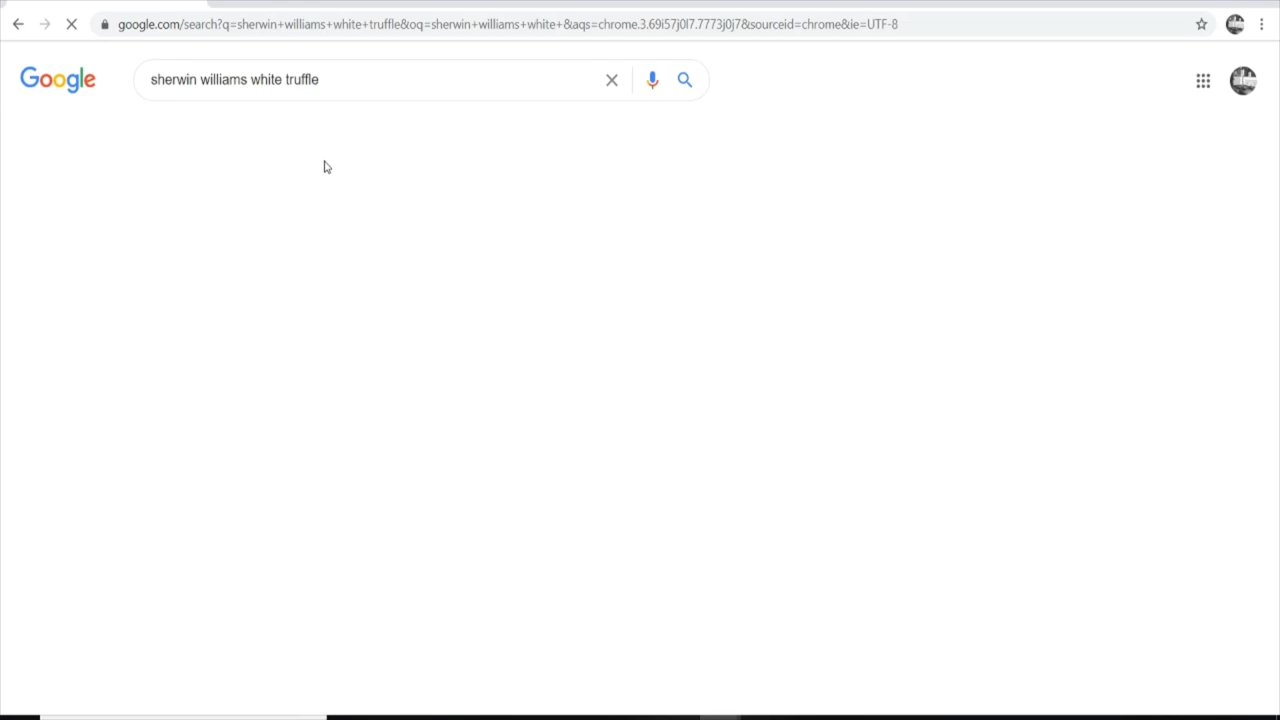 google.com/search?q=sherwin+williams+white+truffle&oq=sherwin+williams+white+&aqs=chrome.3.69i57j0l7.7773j0j7&sourceid=chrome&ie=UTF-8
Google
sherwin williams white truffle